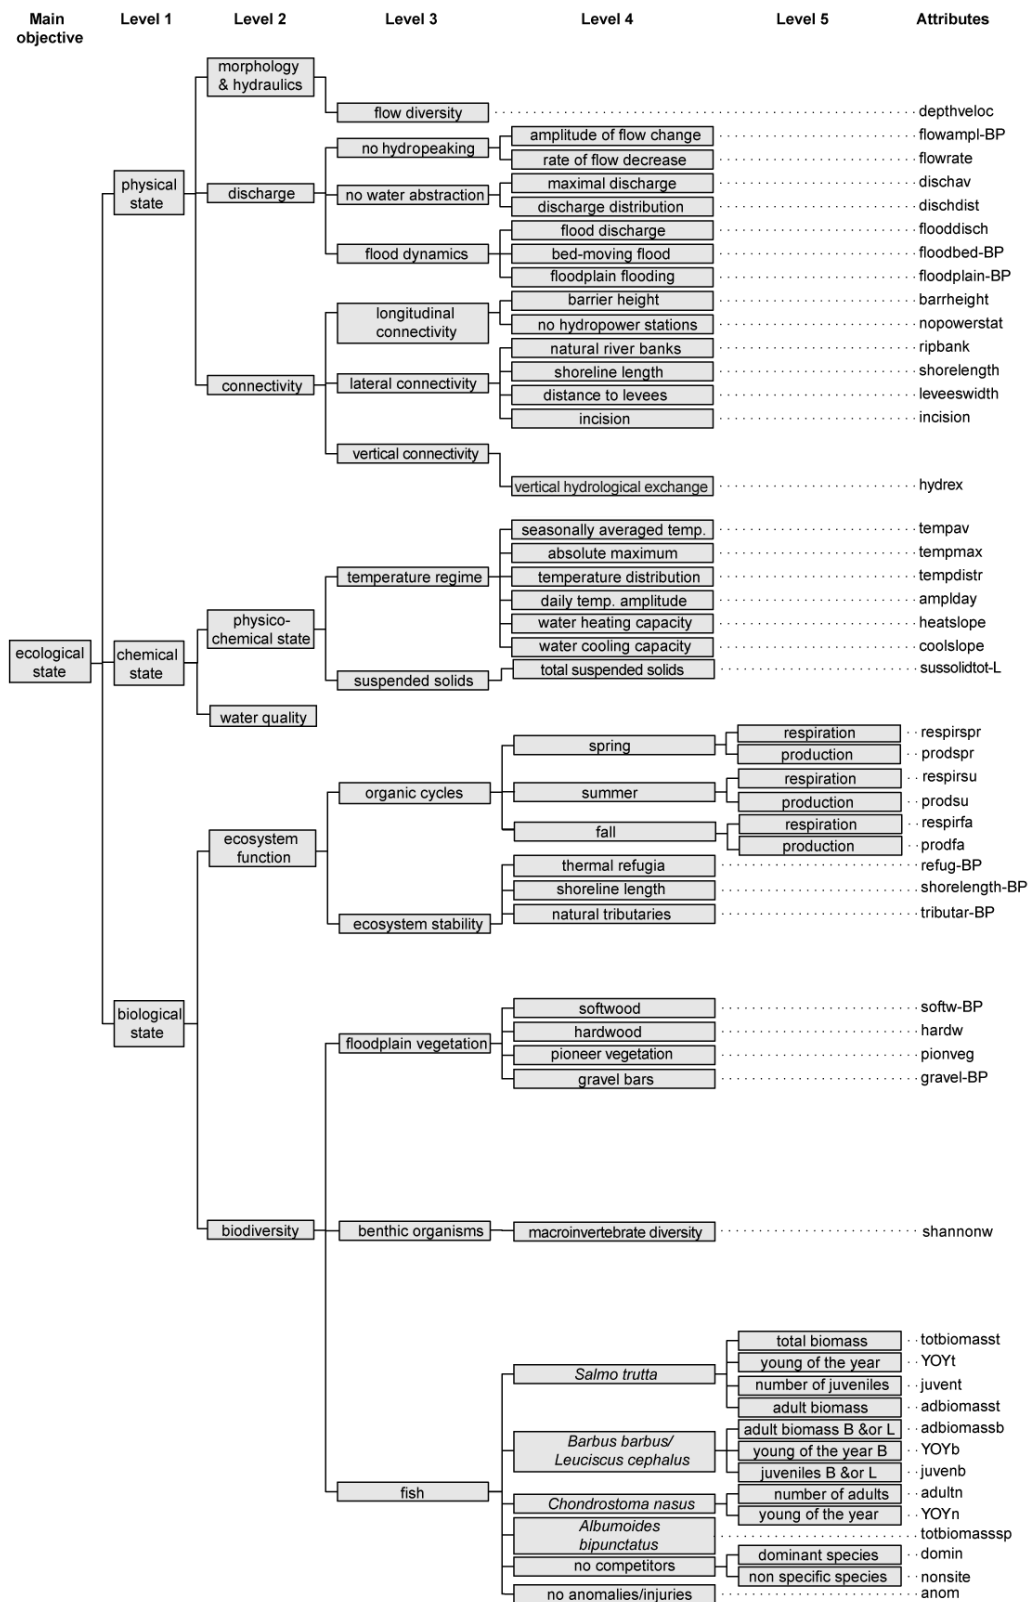 Main objective Level 1 Level 2 Level 3 Level 4 Level 5 Attributes
morphology
& hydraulics
flow diversity depthveloc
amplitude of flow change flowampl-BP
no hydropeaking
rate of flow decrease flowrate
physical
state
discharge
no water abstraction
maximal discharge dischav
discharge distribution dischdist
flood discharge flooddisch
flood dynamics bed-moving flood floodbed-BP
floodplain flooding floodplain-BP
longitudinal
connectivity
barrier height barrheight
no hydropower stations nopowerstat
natural river banks ripbank
connectivity lateral connectivity
shoreline length shorelength
distance to levees leveeswidth
incision incision
vertical connectivity
vertical hydrological exchange hydrex
seasonally averaged temp. tempav
absolute maximum tempmax
temperature regime temperature distribution tempdistr
daily temp. amplitude amplday
physico-
chemical state
water heating capacity heatslope
water cooling capacity coolslope
ecological
state
chemical
state
suspended solids total suspended solids sussolidtot-L
water quality
respiration respirspr
spring
production prodspr
organic cycles summer
respiration respirsu
production prodsu
fall
respiration respirfa
production prodfa
ecosystem
function
thermal refugia refug-BP
shoreline length shorelength-BP
ecosystem stability natural tributaries tributar-BP
biological
state
softwood softw-BP
hardwood hardw
floodplain vegetation pioneer vegetation pionveg
gravel bars gravel-BP
biodiversity benthic organisms macroinvertebrate diversity shannonw
total biomass totbiomasst
young of the year YOYt
Salmo trutta
number of juveniles juvent
adult biomass adbiomasst
adult biomass B &or L adbiomassb
Barbus barbus/
Leuciscus cephalus
young of the year B YOYb
juveniles B &or L juvenb
fish
Chondrostoma nasus
number of adults adultn
young of the year YOYn
Albumoides
bipunctatus
totbiomasssp
no competitors
dominant species domin
non specific species nonsite
no anomalies/injuries anom